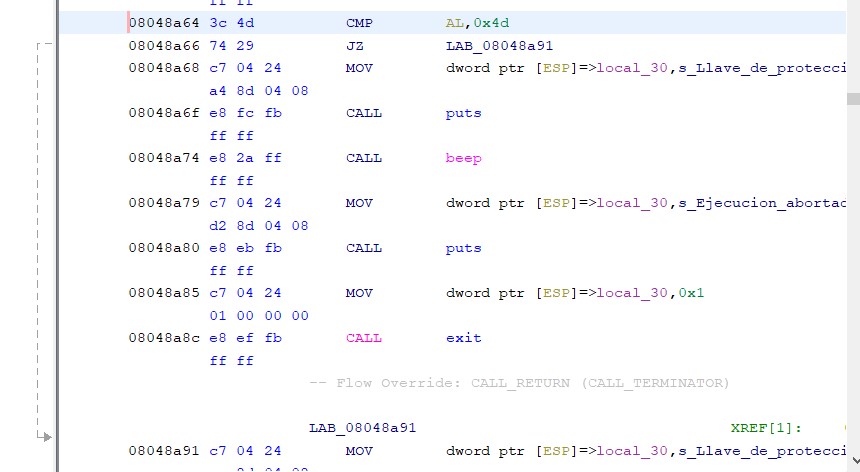 08048a64 3c 4d CMP AL,0x4d
08048a66 74 29 JZ LAB_08048a91
08048a68 c7 04 24 MOV dword ptr [ESP]=>local_30,s_Llave_de_protecci
a4 8d 04 08
08048a6f e8 fc fb CALL puts
ff ff
08048a74 e8 2a ff CALL beep
ff ff
08048a79 c7 04 24 MOV dword ptr [ESP]=>local_30,s_Ejecucion_abortac
d2 8d 04 08
08048a80 e8 eb fb CALL puts
ff ff
08048a85 c7 04 24 MOV dword ptr [ESP]=>local_30,0x1
01 00 00 00
08048a8c e8 ef fb CALL exit
ff ff
-- Flow Override: CALL_RETURN (CALL_TERMINATOR)
LAB_08048a91 XREF[1]:
08048a91 c7 04 24 MOV dword ptr [ESP]=>local_30,s_Llave_de_protecci